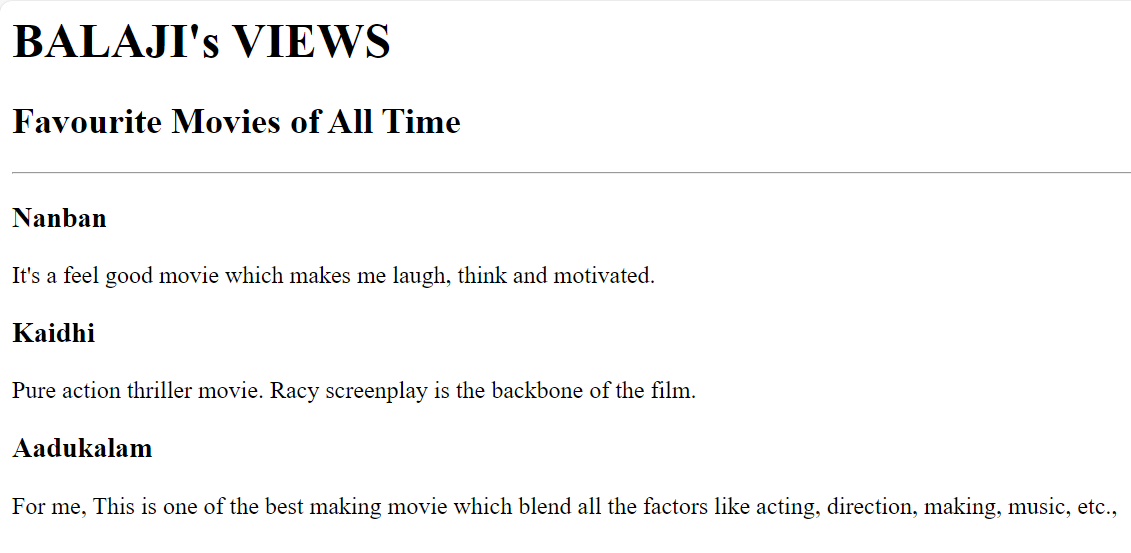 BALAJI's VIEWS
Favourite Movies of All Time
Nanban
It's a feel good movie which makes me laugh, think and motivated.
Kaidhi
Pure action thriller movie. Racy screenplay is the backbone of the film.
Aadukalam
For me, This is one of the best making movie which blend all the factors like acting, direction, making, music, etc.,